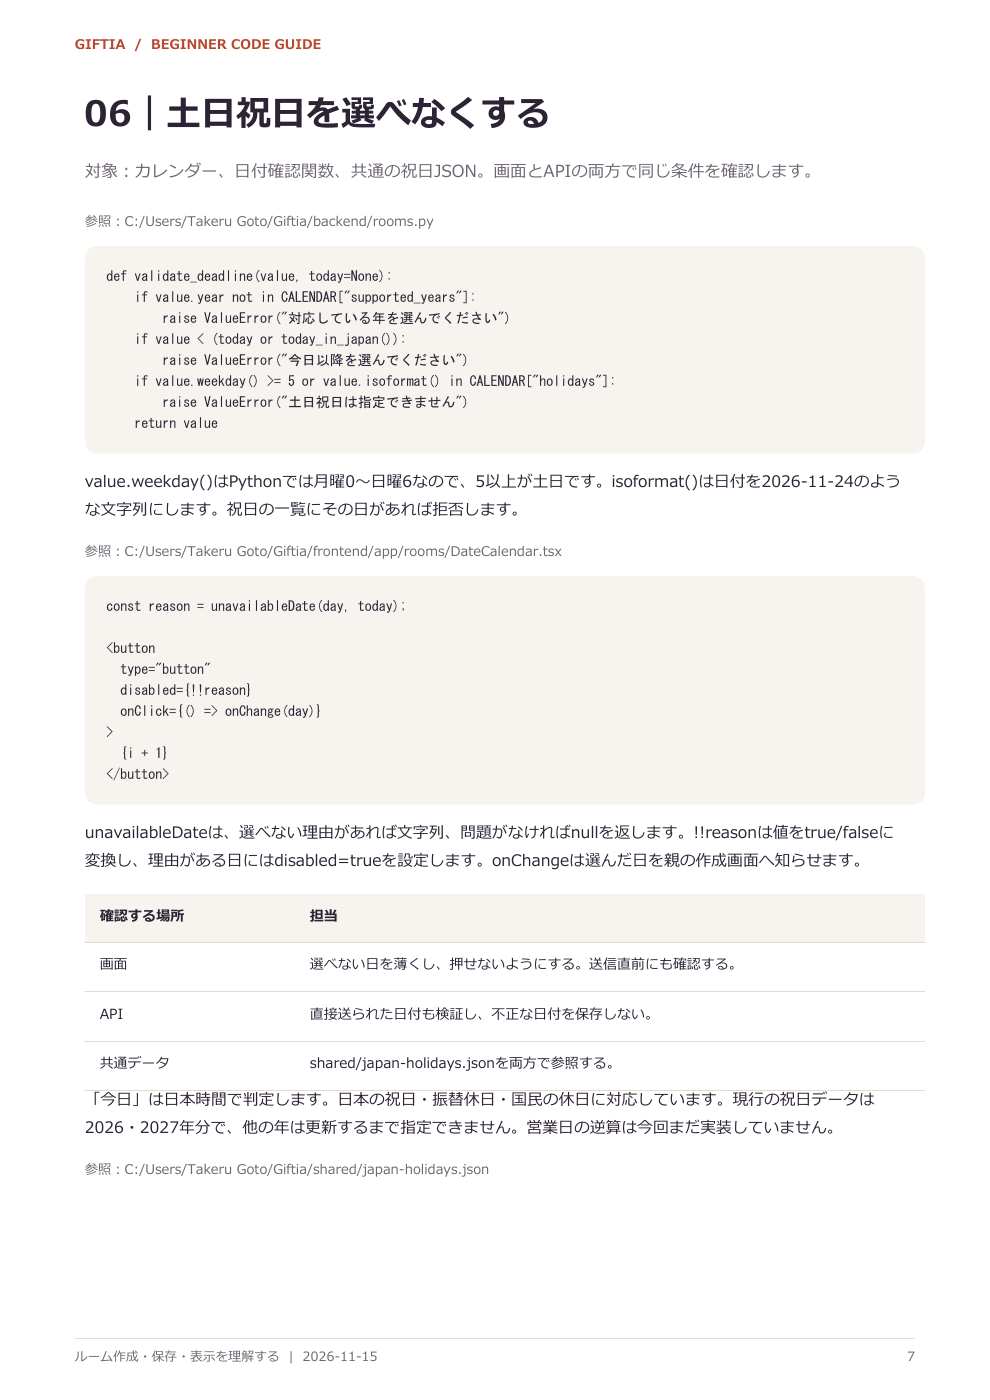 GIFTIA / BEGINNER CODE GUIDE
06｜土日祝日を選べなくする
対象：カレンダー、日付確認関数、共通の祝日JSON。画面とAPIの両方で同じ条件を確認します。
参照：C:/Users/Takeru Goto/Giftia/backend/rooms.py
def validate_deadline(value, today=None):
    if value.year not in CALENDAR["supported_years"]:
        raise ValueError("対応している年を選んでください")
    if value < (today or today_in_japan()):
        raise ValueError("今日以降を選んでください")
    if value.weekday() >= 5 or value.isoformat() in CALENDAR["holidays"]:
        raise ValueError("土日祝日は指定できません")
    return value
value.weekday()はPythonでは月曜0〜日曜6なので、5以上が土日です。isoformat()は日付を2026-11-24のよう
な文字列にします。祝日の一覧にその日があれば拒否します。
参照：C:/Users/Takeru Goto/Giftia/frontend/app/rooms/DateCalendar.tsx
const reason = unavailableDate(day, today);
<button
  type="button"
  disabled={!!reason}
  onClick={() => onChange(day)}
>
  {i + 1}
</button>
unavailableDateは、選べない理由があれば文字列、問題がなければnullを返します。!!reasonは値をtrue/falseに
変換し、理由がある日にはdisabled=trueを設定します。onChangeは選んだ日を親の作成画面へ知らせます。
確認する場所 担当
画面 選べない日を薄くし、押せないようにする。送信直前にも確認する。
API 直接送られた日付も検証し、不正な日付を保存しない。
共通データ shared/japan-holidays.jsonを両方で参照する。
「今日」は日本時間で判定します。日本の祝日・振替休日・国民の休日に対応しています。現行の祝日データは
2026・2027年分で、他の年は更新するまで指定できません。営業日の逆算は今回まだ実装していません。
参照：C:/Users/Takeru Goto/Giftia/shared/japan-holidays.json
ルーム作成・保存・表示を理解する | 2026-11-15 7